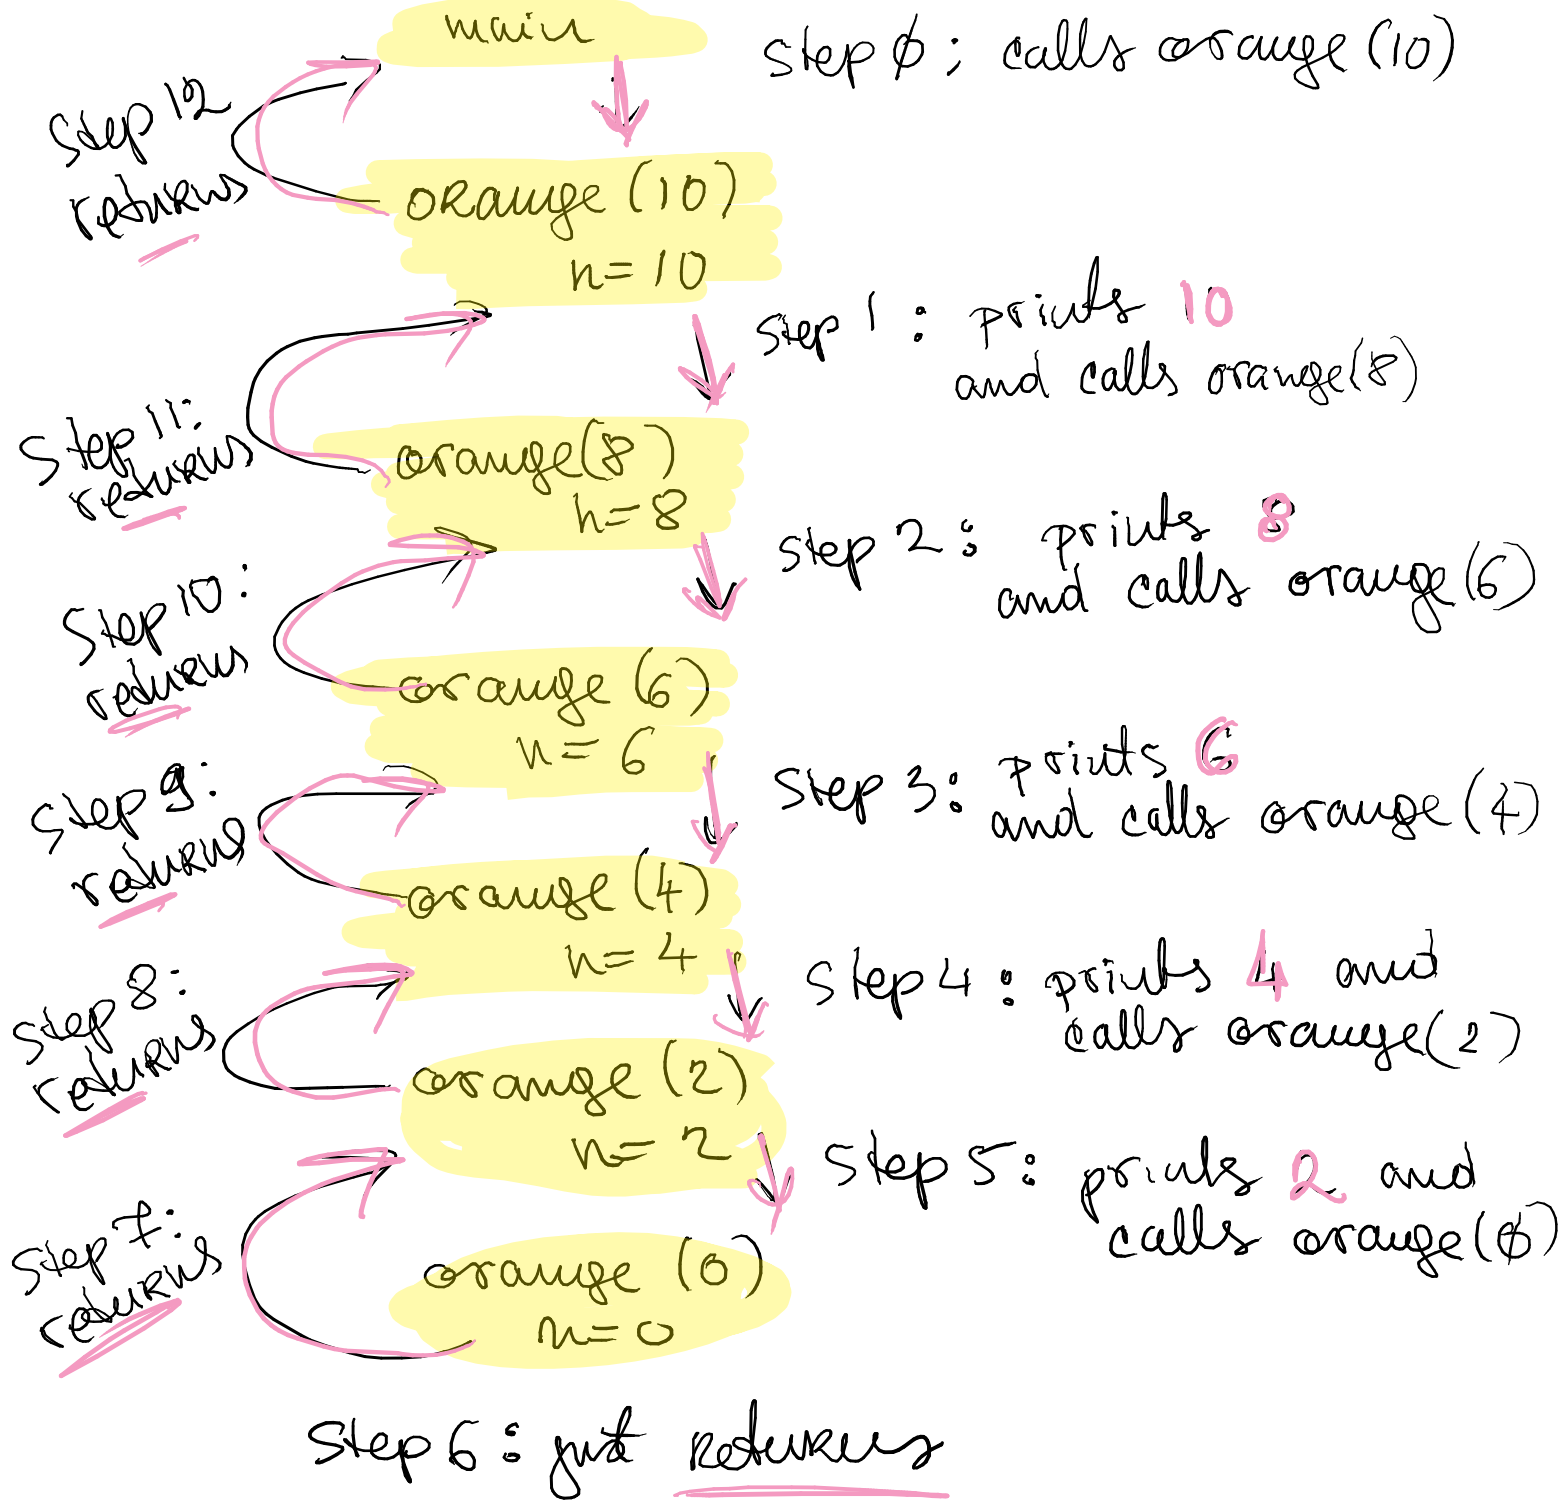 main
Step 0; calls orange (10)
Step 12
returns
orange (10)
n= 10
Step 1 : prints 10
and calls orange(8)
Step 11:
returns
orange(8)
n=8
Step 2 : prints 8
and calls orange (6)
Step 10:
returns
orange (6)
n= 6
Step 3: prints 6
and calls orange (4)
Step 9:
returns
orange (4)
n= 4
Step 4 : prints 4 and
calls orange(2)
Step 8:
returns
orange (2)
n= 2
Step 5: prints 2 and
calls orange(0)
Step 7:
returns
orange (0)
n=0
Step 6 : just returns